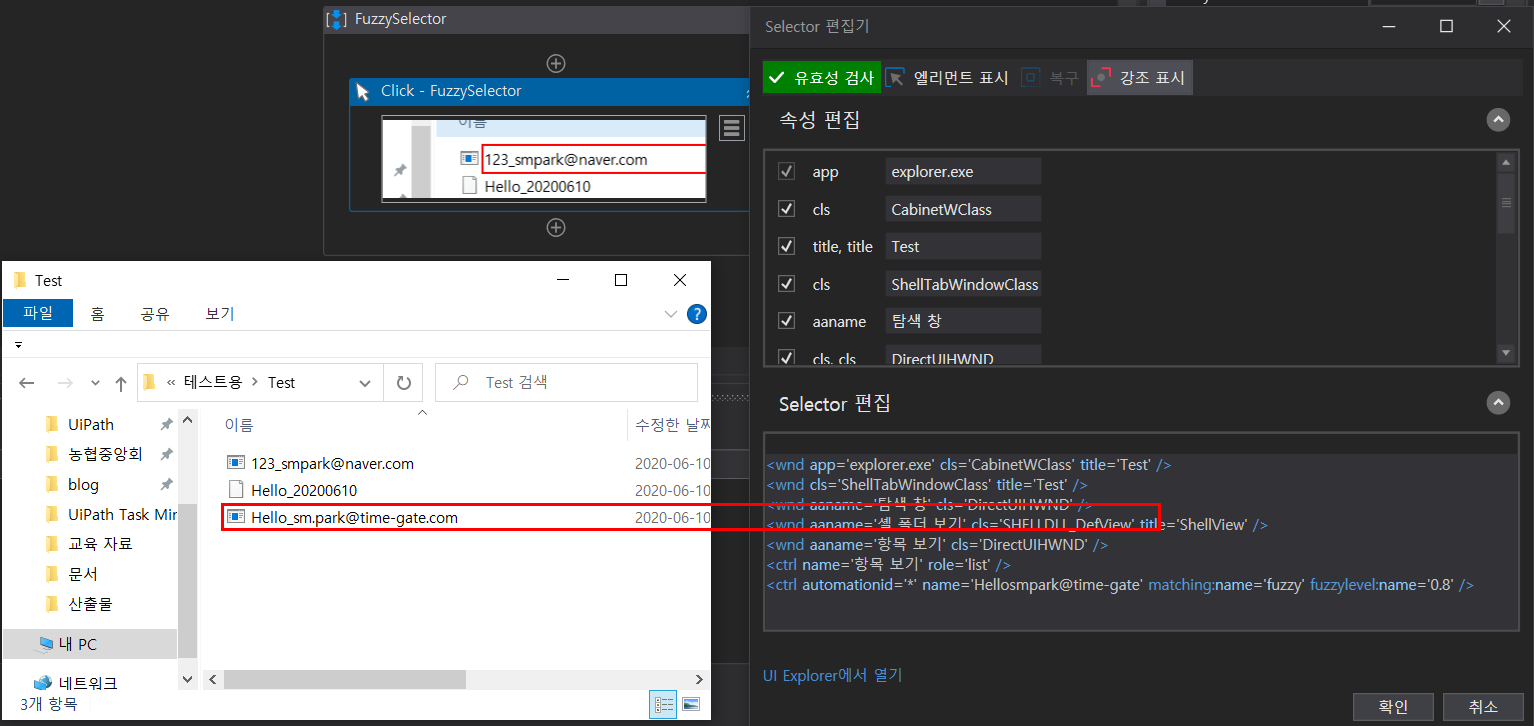 FuzzySelector
Click - FuzzySelector
이름
123_smpark@naver.com
Hello_20200610
Test
파일 홈 공유 보기
« 테스트용 > Test
Test 검색
UiPath
농협중앙회
blog
UiPath Task Mir
교육 자료
문서
산출물
내 PC
네트워크
3개 항목
이름 수정한 날짜
123_smpark@naver.com 2020-06-10
Hello_20200610 2020-06-10
Hello_sm.park@time-gate.com 2020-06-10
Selector 편집기
유효성 검사 엘리먼트 표시 복구 강조 표시
속성 편집
app explorer.exe
cls CabinetWClass
title, title Test
cls ShellTabWindowClass
aaname 탐색 창
cls, cls DirectUIHWND
Selector 편집
<wnd app='explorer.exe' cls='CabinetWClass' title='Test' />
<wnd cls='ShellTabWindowClass' title='Test' />
<wnd aaname='탐색 창' cls='DirectUIHWND' />
<wnd aaname='셸 폴더 보기' cls='SHELLDLL_DefView' title='ShellView' />
<wnd aaname='항목 보기' cls='DirectUIHWND' />
<ctrl name='항목 보기' role='list' />
<ctrl automationid='*' name='Hellosmpark@time-gate' matching:name='fuzzy' fuzzylevel:name='0.8' />
UI Explorer에서 열기
확인 취소